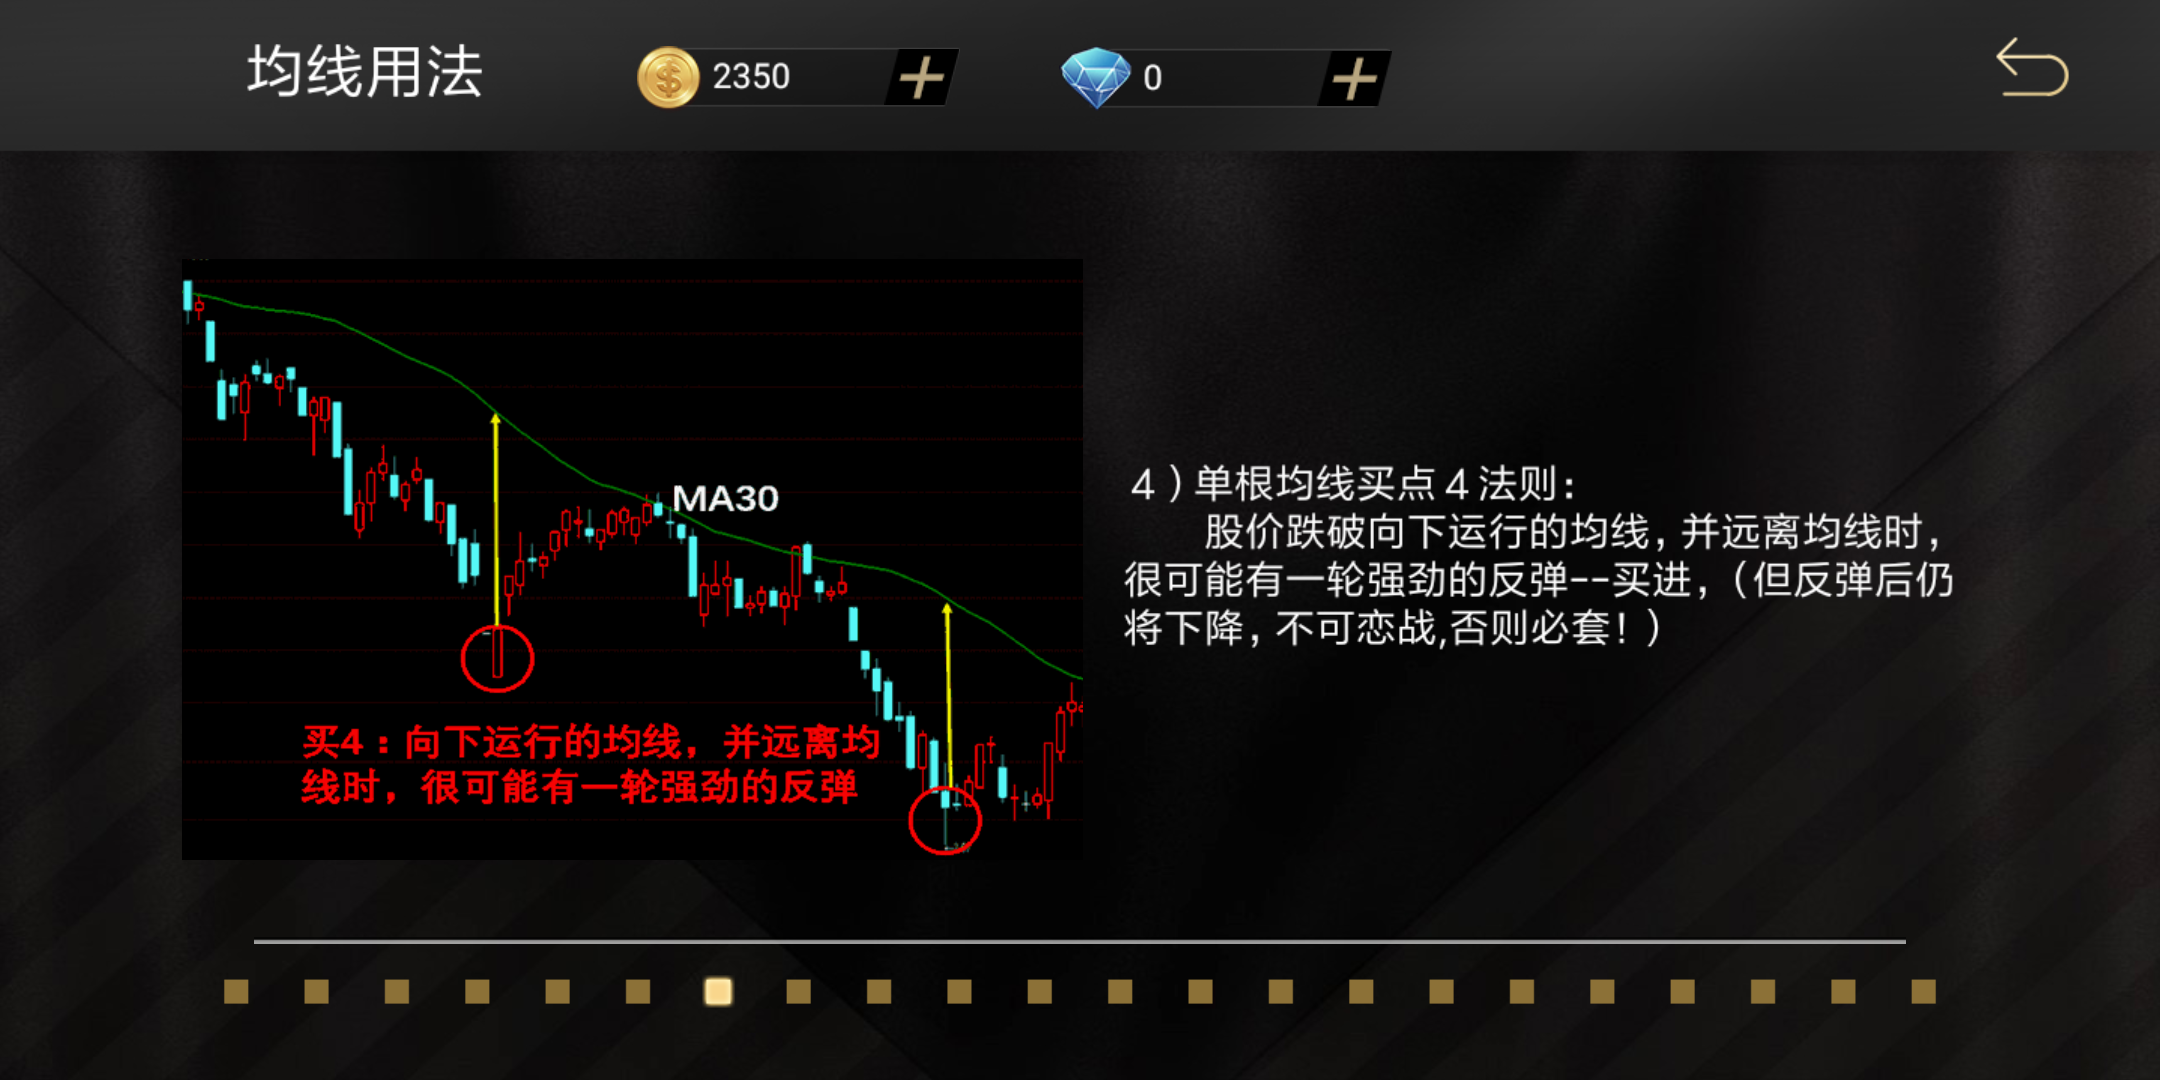 均线用法
2350
0
MA30
买4：向下运行的均线，并远离均
线时，很可能有一轮强劲的反弹
4）单根均线买点4法则：
股价跌破向下运行的均线，并远离均线时，
很可能有一轮强劲的反弹--买进，（但反弹后仍
将下降，不可恋战,否则必套！）